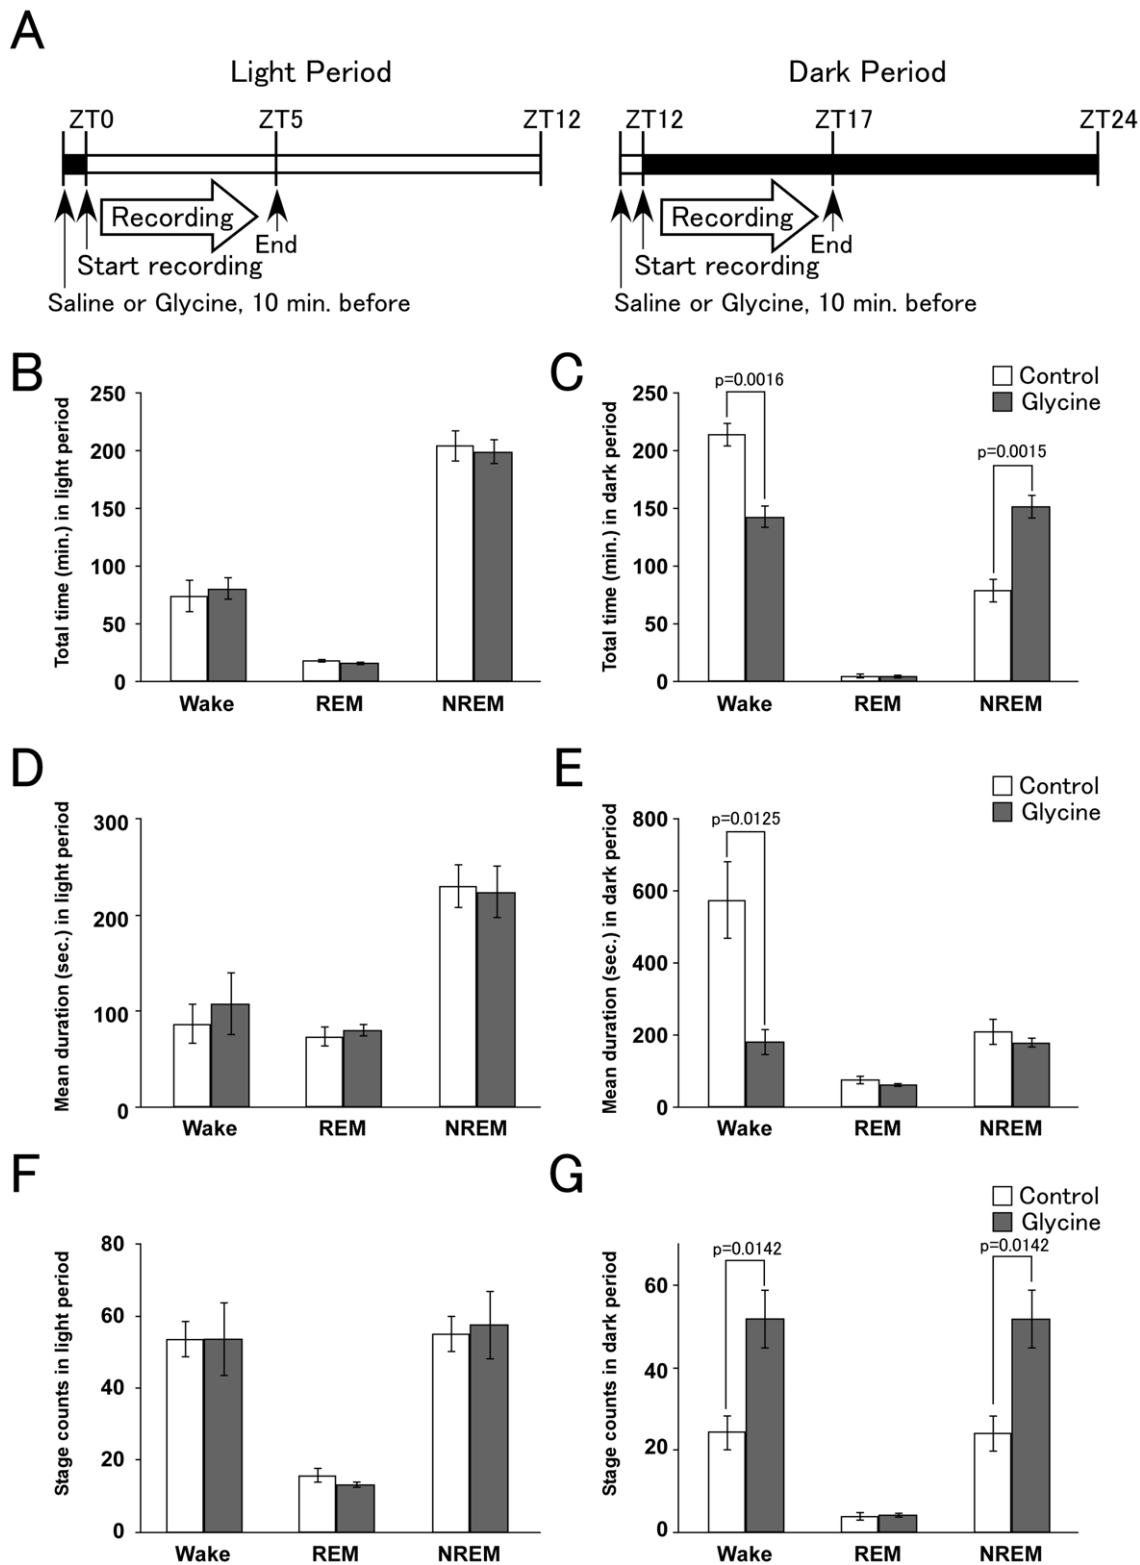 A
Light Period
Dark Period
ZT0 ZT5 ZT12
ZT12 ZT17 ZT24
Recording
End
Start recording
Saline or Glycine, 10 min. before
Recording
End
Start recording
Saline or Glycine, 10 min. before
B
Total time (min.) in light period
250
200
150
100
50
0
Wake REM NREM
C
Control
Glycine
Total time (min.) in dark period
250
200
150
100
50
0
p=0.0016
p=0.0015
Wake REM NREM
D
Mean duration (sec.) in light period
300
200
100
0
Wake REM NREM
E
Control
Glycine
Mean duration (sec.) in dark period
800
600
400
200
0
p=0.0125
Wake REM NREM
F
Stage counts in light period
80
60
40
20
0
Wake REM NREM
G
Control
Glycine
Stage counts in dark period
60
40
20
0
p=0.0142
p=0.0142
Wake REM NREM